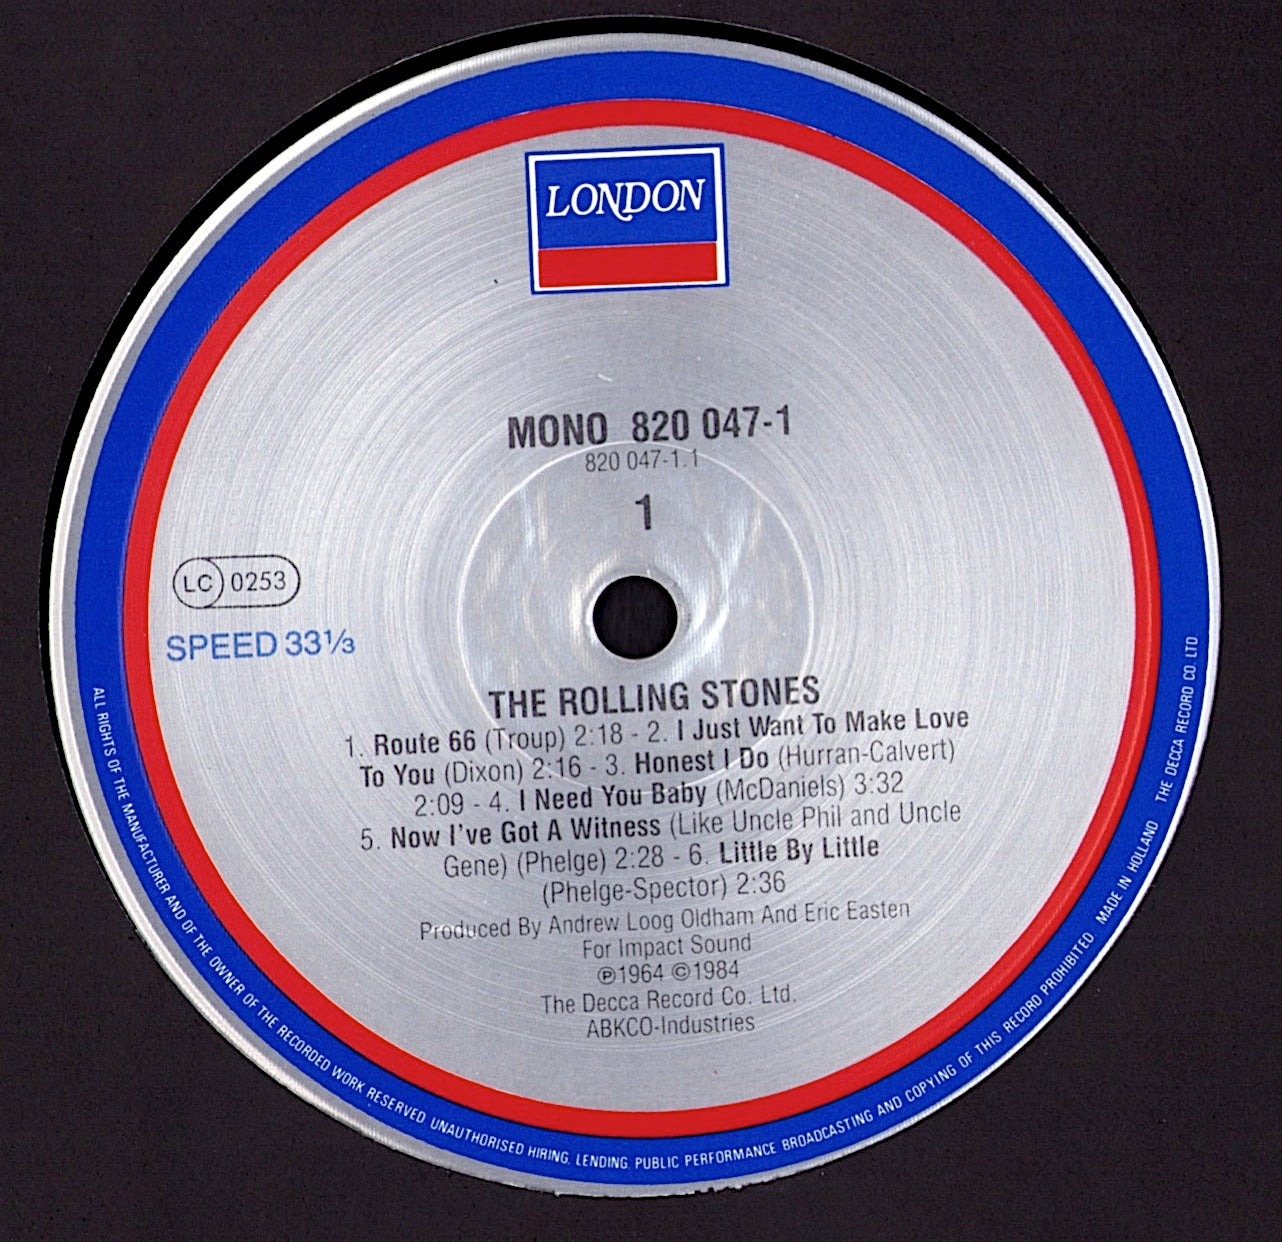 LONDON
MONO 820 047-1
820 047-1.1
1
LC 0253
SPEED 33⅓
THE ROLLING STONES
1. Route 66 (Troup) 2:18 - 2. I Just Want To Make Love
To You (Dixon) 2:16 - 3. Honest I Do (Hurran-Calvert)
2:09 - 4. I Need You Baby (McDaniels) 3:32
5. Now I've Got A Witness (Like Uncle Phil and Uncle
Gene) (Phelge) 2:28 - 6. Little By Little
(Phelge-Spector) 2:36
Produced By Andrew Loog Oldham And Eric Easten
For Impact Sound
℗1964 ©1984
The Decca Record Co. Ltd.
ABKCO-Industries
ALL RIGHTS OF THE MANUFACTURER AND OF THE OWNER OF THE RECORDED WORK RESERVED UNAUTHORISED HIRING, LENDING, PUBLIC PERFORMANCE BROADCASTING AND COPYING OF THIS RECORD PROHIBITED MADE IN HOLLAND THE DECCA RECORD CO. LTD